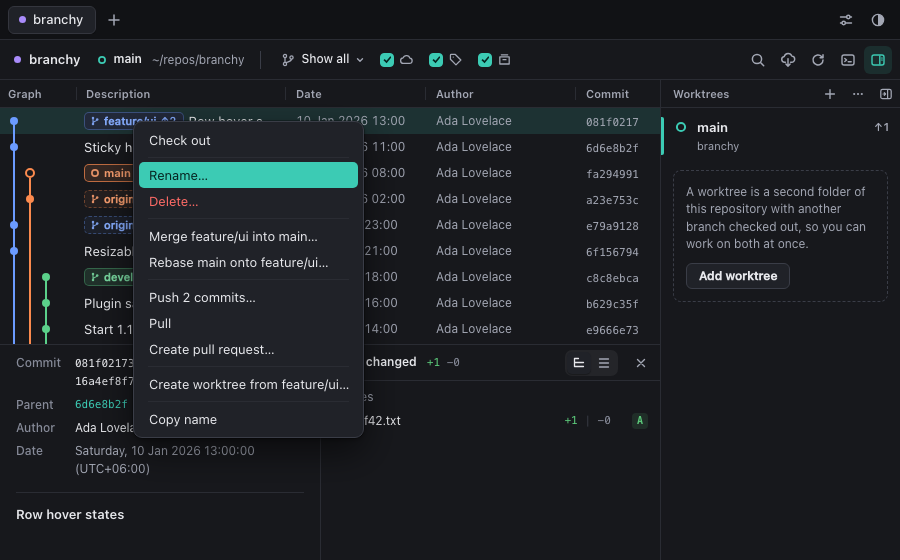 branchy
branchy main ~/repos/branchy Show all
Graph Description Date Author Commit
feature/ui ↑2 Row hover s 10 Jan 2026 13:00 Ada Lovelace 081f0217
Sticky h 11:00 Ada Lovelace 6d6e8b2f
main 08:00 Ada Lovelace fa294991
02:00 Ada Lovelace a23e753c
23:00 Ada Lovelace e79a9128
Resizabl 21:00 Ada Lovelace 6f156794
18:00 Ada Lovelace c8c8ebca
Plugin 16:00 Ada Lovelace b629c35f
Start 1.1 14:00 Ada Lovelace e9666e73
Check out
Rename...
Delete...
Merge feature/ui into main...
Rebase main onto feature/ui...
Push 2 commits...
Pull
Create pull request...
Create worktree from feature/ui...
Copy name
Commit 081f02173
16a4ef8f7
Parent 6d6e8b2f
Author Ada Lovela
Date Saturday, 10 Jan 2026 13:00:00
(UTC+06:00)
Row hover states
changed +1 −0
f42.txt +1 −0 A
Worktrees
main ↑1
branchy
A worktree is a second folder of
this repository with another
branch checked out, so you can
work on both at once.
Add worktree